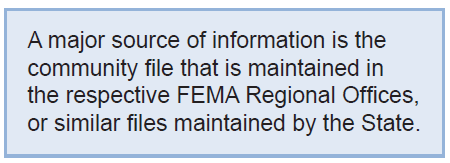 A major source of information is the
community file that is maintained in
the respective FEMA Regional Offices,
or similar files maintained by the State.